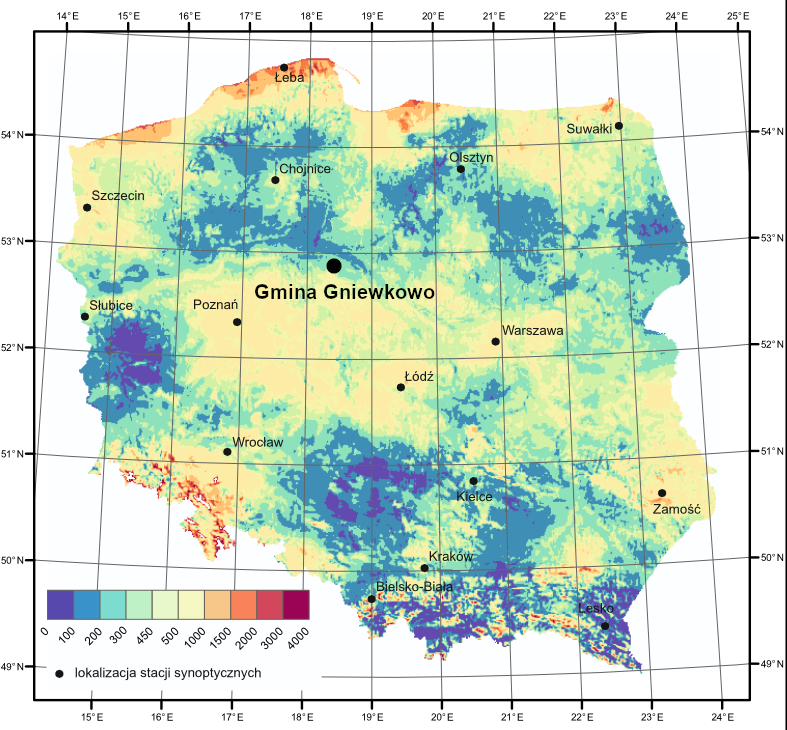 14°E 15°E 16°E 17°E 18°E 19°E 20°E 21°E 22°E 23°E 24°E 25°E
Łeba
54°N
Suwałki
54°N
Olsztyn
Chojnice
Szczecin
53°N
53°N
Gmina Gniewkowo
Słubice
Poznań
Warszawa
52°N
52°N
Łódź
Wrocław
51°N
51°N
Kielce
Zamość
50°N
Kraków
50°N
Bielsko-Biała
Lesko
0 100 200 300 450 500 1000 1500 2000 3000 4000
49°N
49°N
lokalizacja stacji synoptycznych
15°E 16°E 17°E 18°E 19°E 20°E 21°E 22°E 23°E 24°E